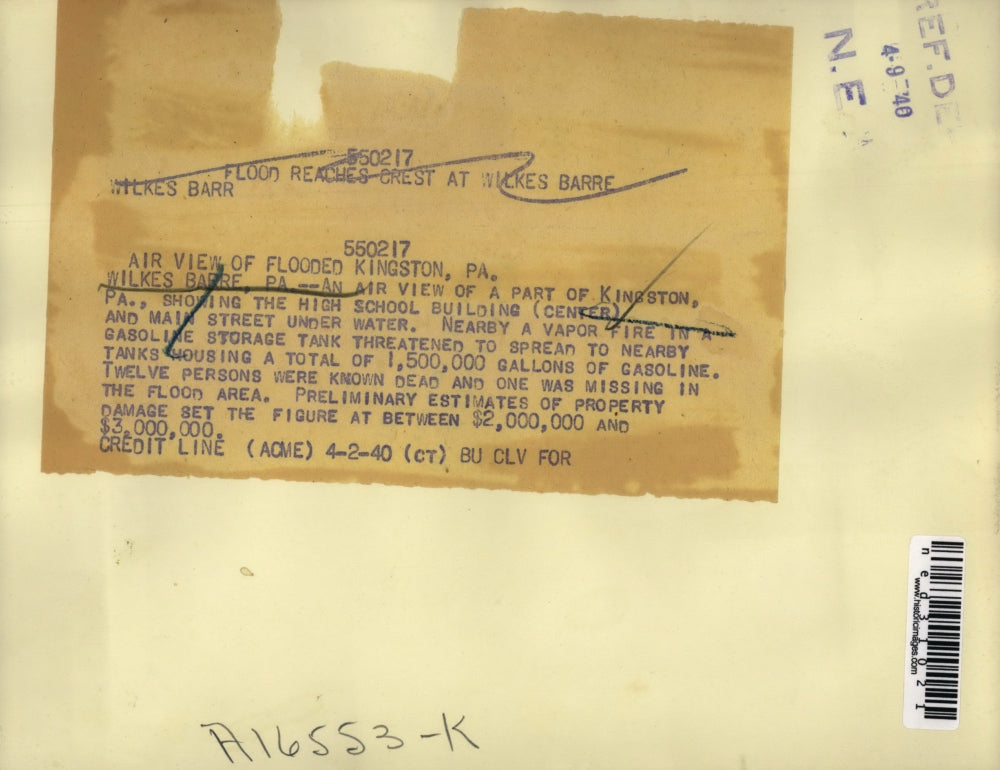 REF. DE
4-9-'40
N.E.
550217
FLOOD REACHES CREST AT WILKES BARRE
WILKES BARR
550217
AIR VIEW OF FLOODED KINGSTON, PA.
WILKES BARRE, PA.--AN AIR VIEW OF A PART OF KINGSTON,
PA., SHOWING THE HIGH SCHOOL BUILDING (CENTER)
AND MAIN STREET UNDER WATER. NEARBY A VAPOR FIRE IN A
GASOLINE STORAGE TANK THREATENED TO SPREAD TO NEARBY
TANKS HOUSING A TOTAL OF 1,500,000 GALLONS OF GASOLINE.
TWELVE PERSONS WERE KNOWN DEAD AND ONE WAS MISSING IN
THE FLOOD AREA. PRELIMINARY ESTIMATES OF PROPERTY
DAMAGE SET THE FIGURE AT BETWEEN $2,000,000 AND
$3,000,000.
CREDIT LINE (ACME) 4-2-40 (CT) BU CLV FOR
ned31021
www.historicimages.com
A16553-K